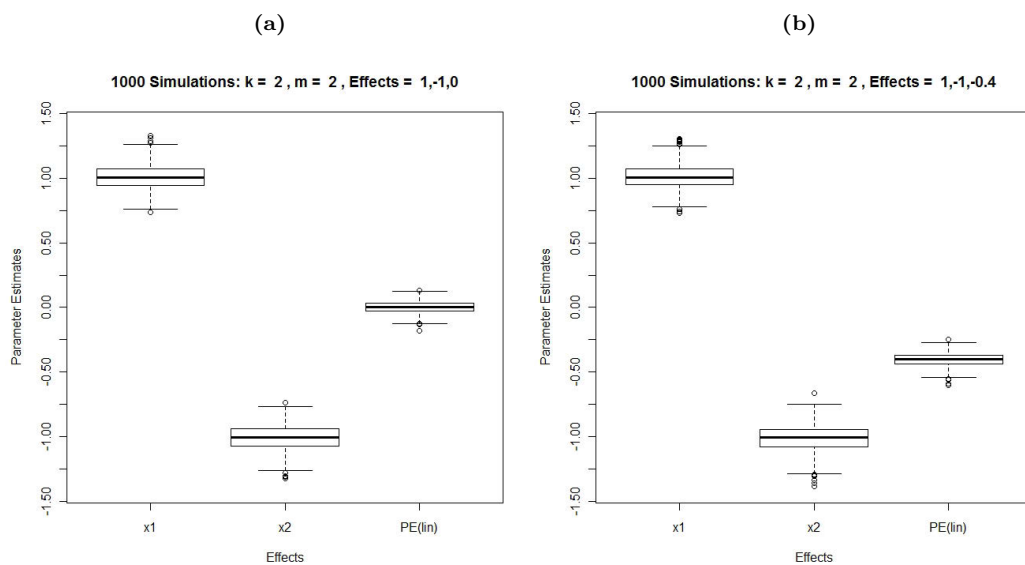 (a)
1000 Simulations: k = 2 , m = 2 , Effects = 1,-1,0
Parameter Estimates
1.50
1.00
0.50
0.00
-0.50
-1.00
-1.50
x1 x2 PE(lin)
Effects
(b)
1000 Simulations: k = 2 , m = 2 , Effects = 1,-1,-0.4
Parameter Estimates
1.50
1.00
0.50
0.00
-0.50
-1.00
-1.50
x1 x2 PE(lin)
Effects